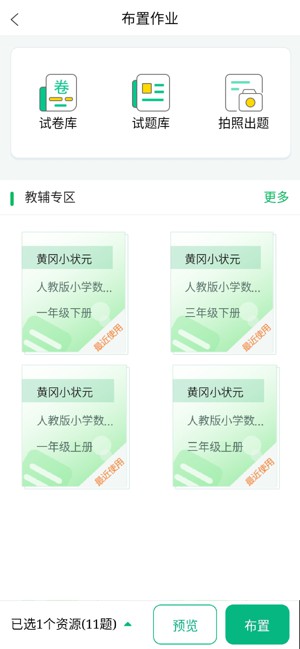 布置作业
卷
试卷库
试题库
拍照出题
教辅专区
更多
黄冈小状元
人教版小学数...
一年级下册
最近使用
黄冈小状元
人教版小学数...
三年级下册
最近使用
黄冈小状元
人教版小学数...
一年级上册
最近使用
黄冈小状元
人教版小学数...
三年级上册
最近使用
已选1个资源(11题)
预览
布置